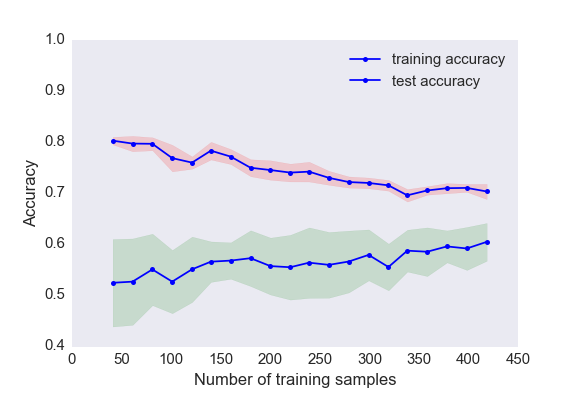 1.0
0.9
0.8
0.7
0.6
0.5
0.4
Accuracy
training accuracy
test accuracy
0 50 100 150 200 250 300 350 400 450
Number of training samples